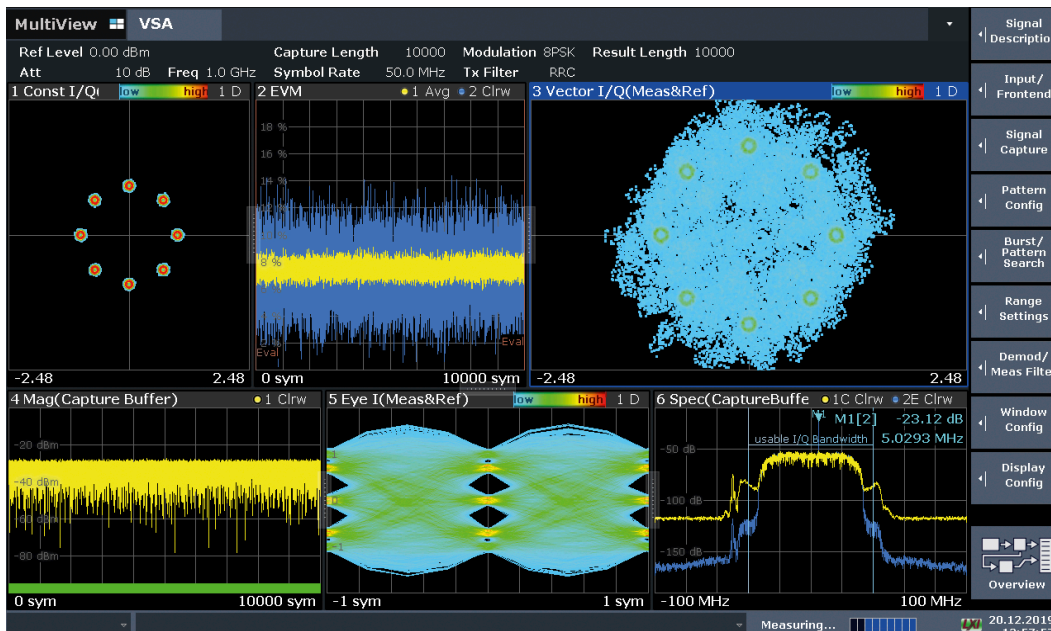 MultiView VSA
Ref Level 0.00 dBm Capture Length 10000 Modulation 8PSK Result Length 10000
Att 10 dB Freq 1.0 GHz Symbol Rate 50.0 MHz Tx Filter RRC
1 Const I/Q( low high 1 D
-2.48 2.48
2 EVM 1 Avg 2 Clrw
18 %
16 %
14 %
8 %
Eval Eval
0 sym 10000 sym
3 Vector I/Q(Meas&Ref) low high 1 D
-2.48 2.48
4 Mag(Capture Buffer) 1 Clrw
-20 dBm
-40 dBm
-80 dBm
0 sym 10000 sym
5 Eye I(Meas&Ref) low high 1 D
-1 sym 1 sym
6 Spec(CaptureBuffe 1C Clrw 2E Clrw
M1[2] -23.12 dB
usable I/Q Bandwidth 5.0293 MHz
-50 dB
-100 dB
-150 dB
-100 MHz 100 MHz
Signal
Descriptio
Input/
Frontend
Signal
Capture
Pattern
Config
Burst/
Pattern
Search
Range
Settings
Demod/
Meas Filte
Window
Config
Display
Config
Overview
Measuring... 20.12.2019